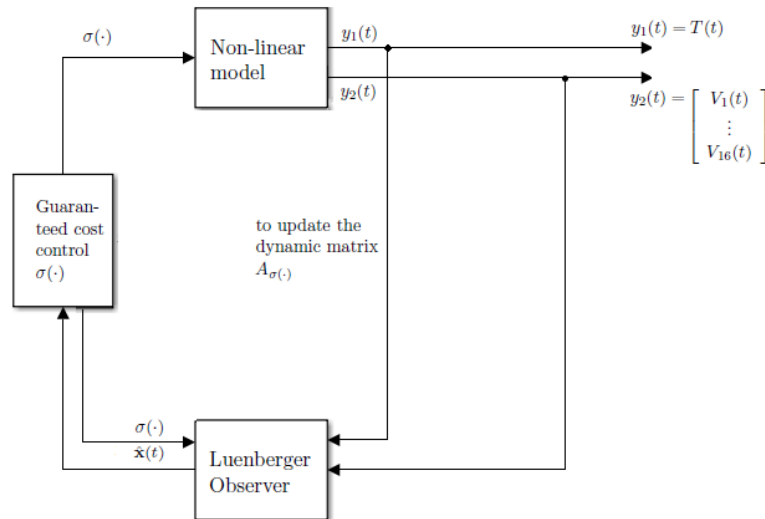 σ(·)
Non-linear
model
y₁(t)
y₂(t)
y₁(t) = T(t)
y₂(t) = [ V₁(t)
⋮
V₁₆(t) ]
Guaran-
teed cost
control
σ(·)
to update the
dynamic matrix
A_{σ(·)}
σ(·)
x̂(t)
Luenberger
Observer